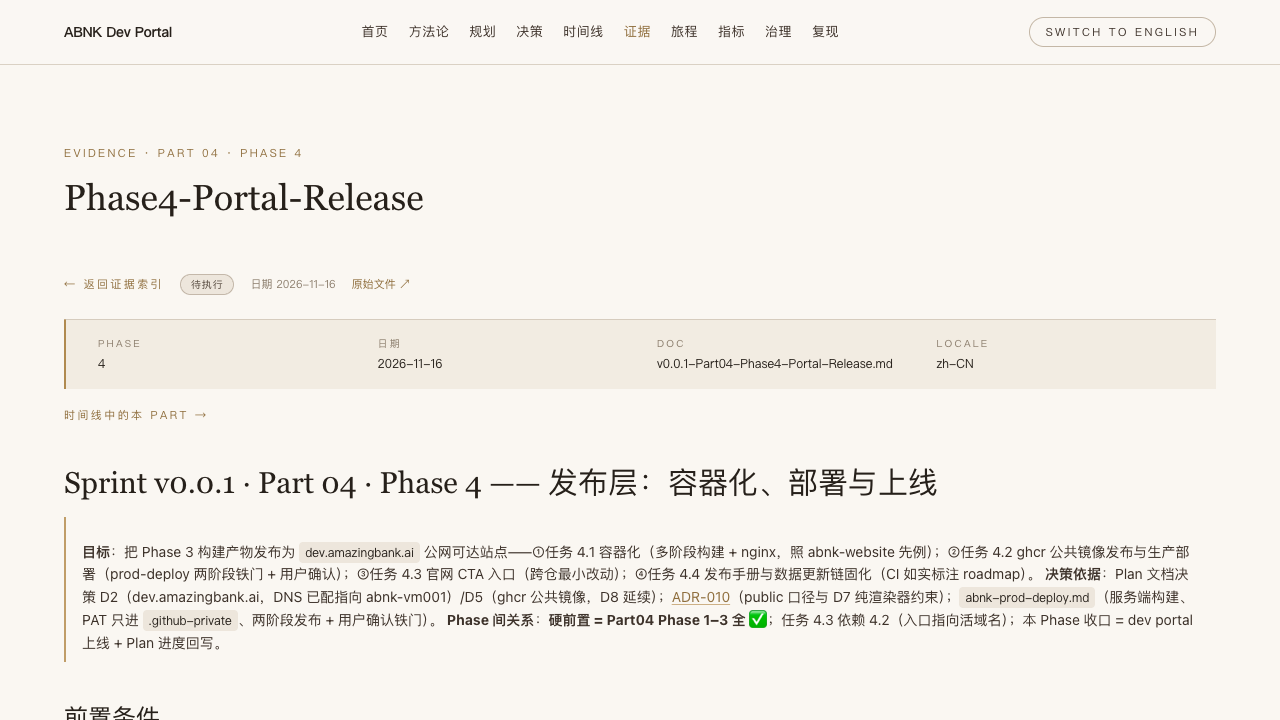 ABNK Dev Portal
首页 方法论 规划 决策 时间线 证据 旅程 指标 治理 复现
SWITCH TO ENGLISH
EVIDENCE · PART 04 · PHASE 4
Phase4-Portal-Release
← 返回证据索引 待执行 日期 2026-11-16 原始文件 ↗
PHASE 日期 DOC LOCALE
4 2026-11-16 v0.0.1-Part04-Phase4-Portal-Release.md zh-CN
时间线中的本 PART →
Sprint v0.0.1 · Part 04 · Phase 4 —— 发布层：容器化、部署与上线
目标：把 Phase 3 构建产物发布为 dev.amazingbank.ai 公网可达站点——①任务 4.1 容器化（多阶段构建 + nginx，照 abnk-website 先例）；②任务 4.2 ghcr 公共镜像发布与生产部
署（prod-deploy 两阶段铁门 + 用户确认）；③任务 4.3 官网 CTA 入口（跨仓最小改动）；④任务 4.4 发布手册与数据更新链固化（CI 如实标注 roadmap）。 决策依据：Plan 文档决
策 D2（dev.amazingbank.ai，DNS 已配指向 abnk-vm001）/D5（ghcr 公共镜像，D8 延续）；ADR-010（public 口径与 D7 纯渲染器约束）；abnk-prod-deploy.md（服务端构建、
PAT 只进 .github-private、两阶段发布 + 用户确认铁门）。 Phase 间关系：硬前置 = Part04 Phase 1–3 全 ✅；任务 4.3 依赖 4.2（入口指向活域名）；本 Phase 收口 = dev portal
上线 + Plan 进度回写。
前置条件